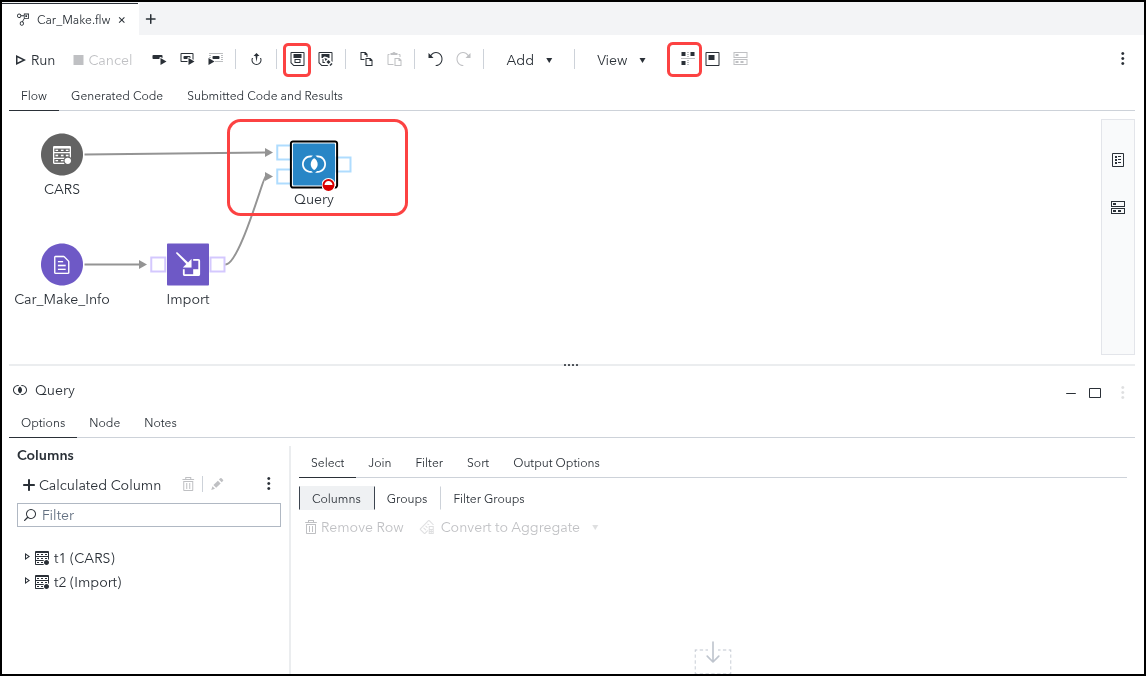 Car_Make.flw × +
Run Cancel Add View
Flow Generated Code Submitted Code and Results
CARS
Query
Car_Make_Info
Import
Query
Options Node Notes
Columns
Calculated Column
Filter
t1 (CARS)
t2 (Import)
Select Join Filter Sort Output Options
Columns Groups Filter Groups
Remove Row Convert to Aggregate